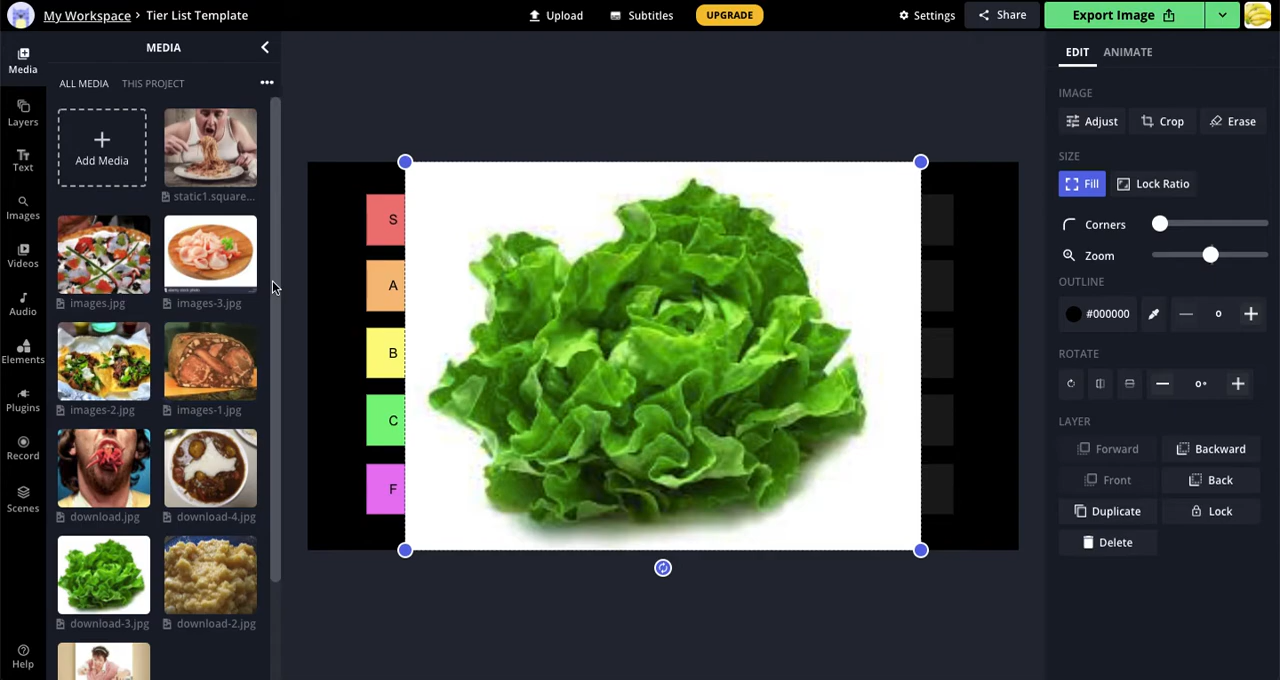 My Workspace › Tier List Template
Upload
Subtitles
UPGRADE
Settings
Share
Export Image
Media
Layers
Text
Images
Videos
Audio
Elements
Plugins
Record
Scenes
Help
MEDIA
ALL MEDIA
THIS PROJECT
•••
+
Add Media
static1.square...
images.jpg
images-3.jpg
images-2.jpg
images-1.jpg
download.jpg
download-4.jpg
download-3.jpg
download-2.jpg
S
A
B
C
F
EDIT
ANIMATE
IMAGE
Adjust
Crop
Erase
SIZE
Fill
Lock Ratio
Corners
Zoom
OUTLINE
#000000
0
ROTATE
0°
LAYER
Forward
Backward
Front
Back
Duplicate
Lock
Delete